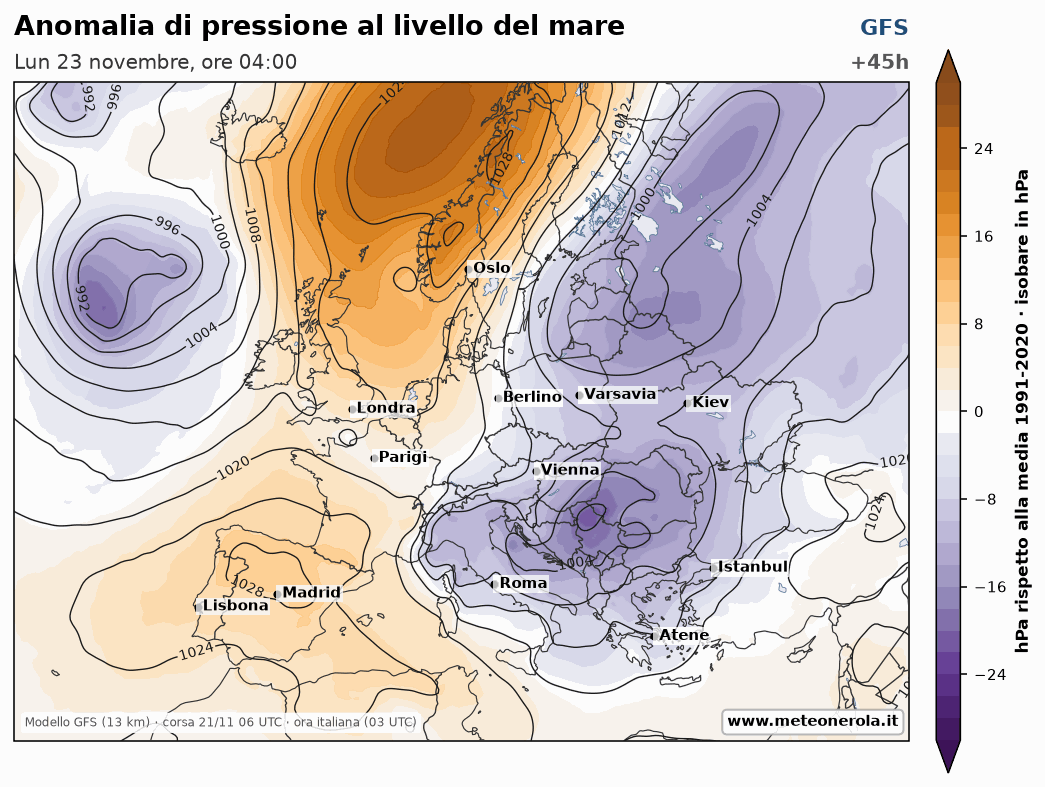 Anomalia di pressione al livello del mare
GFS
Lun 23 novembre, ore 04:00
+45h
992
996
1012
1028
1000
1004
996
1000
1008
992
1004
Oslo
Londra
Berlino
Varsavia
Kiev
Parigi
Vienna
1020
1024
Roma
Istanbul
1028
Madrid
Lisbona
Atene
1024
Modello GFS (13 km) · corsa 21/11 06 UTC · ora italiana (03 UTC)
www.meteonerola.it
24
16
8
0
−8
−16
−24
hPa rispetto alla media 1991-2020 · isobare in hPa